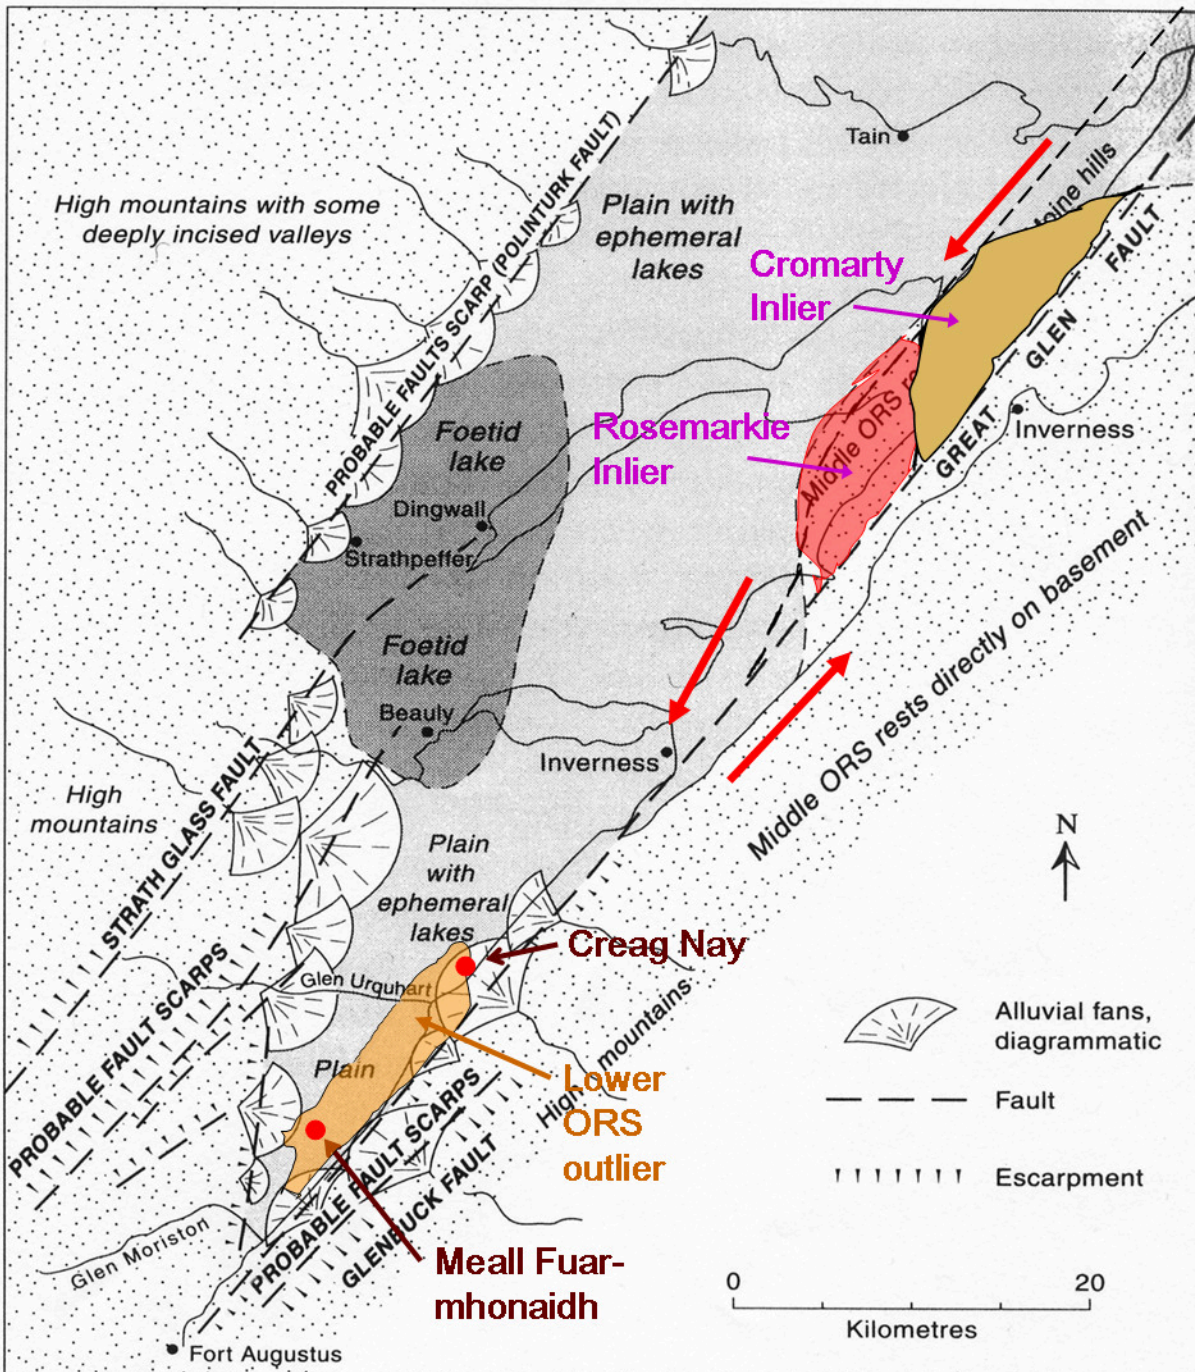 Tain
PROBABLE FAULTS SCARP (POLINTURK FAULT)
High mountains with some
deeply incised valleys
Plain with
ephemeral
lakes
Moine hills
Cromarty
Inlier
GREAT GLEN FAULT
Foetid
lake
Rosemarkie
Inlier
Middle ORS re
Inverness
Dingwall
Strathpeffer
Foetid
lake
Beauly
Inverness
Middle ORS rests directly on basement
High
mountains
STRATH GLASS FAULT
Plain
with
ephemeral
lakes
N
Creag Nay
Glen Urquhart
PROBABLE FAULT SCARPS
High mountains
Alluvial fans,
diagrammatic
Plain
Lower
ORS
outlier
Fault
PROBABLE FAULT SCARPS
GLENBUCK FAULT
Escarpment
Glen Moriston
Meall Fuar-
mhonaidh
0 20
Kilometres
Fort Augustus